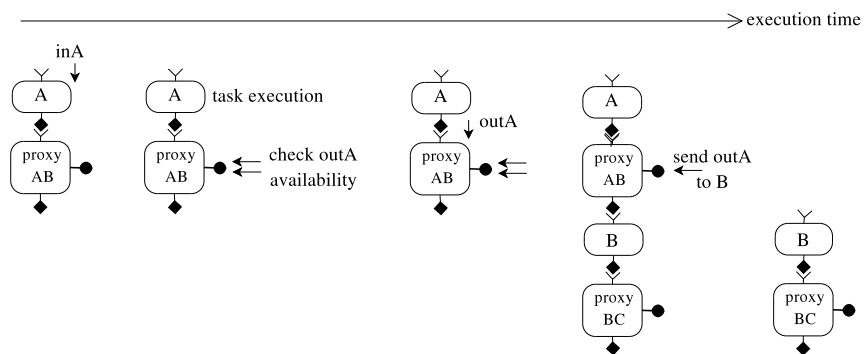 execution time
inA
A
proxy
AB
A
task execution
proxy
AB
check outA
availability
A
outA
proxy
AB
A
proxy
AB
send outA
to B
B
proxy
BC
B
proxy
BC